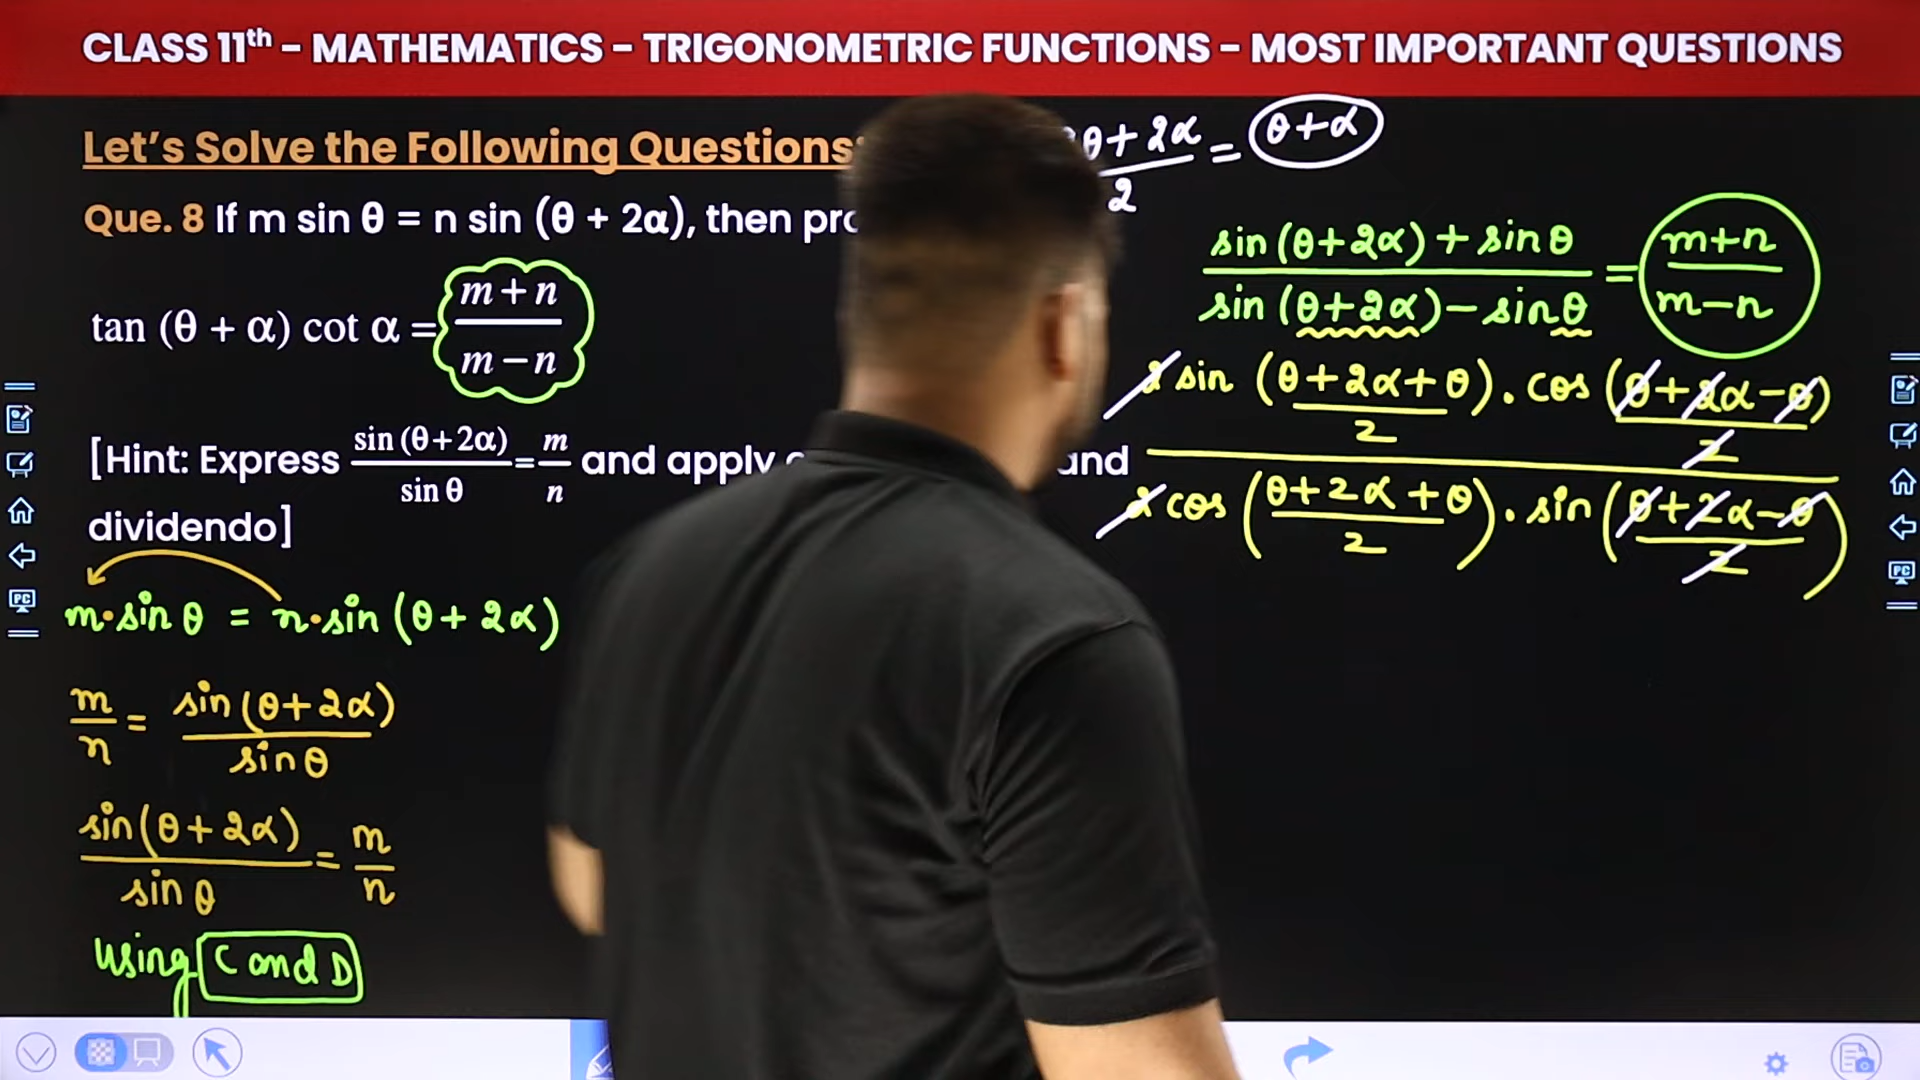 CLASS 11th – MATHEMATICS – TRIGONOMETRIC FUNCTIONS – MOST IMPORTANT QUESTIONS
Let's Solve the Following Questions:
Que. 8 If m sin θ = n sin (θ + 2α), then
tan (θ + α) cot α = (m + n)/(m − n)
[Hint: Express sin (θ+2α)/sin θ = m/n and apply and
dividendo]
m·sin θ = n·sin (θ + 2α)
m/n = sin (θ+2α)/sin θ
sin (θ + 2α)/sin θ = m/n
Using C and D
θ + 2α/2 = θ+α
sin (θ+2α) + sin θ/sin (θ+2α) − sin θ = m+n/m−n
2 sin (θ+2α+θ)/2 · cos (θ+2α−θ)/2
2 cos (θ+2α+θ/2) · sin (θ+2α−θ/2)
PC
PC